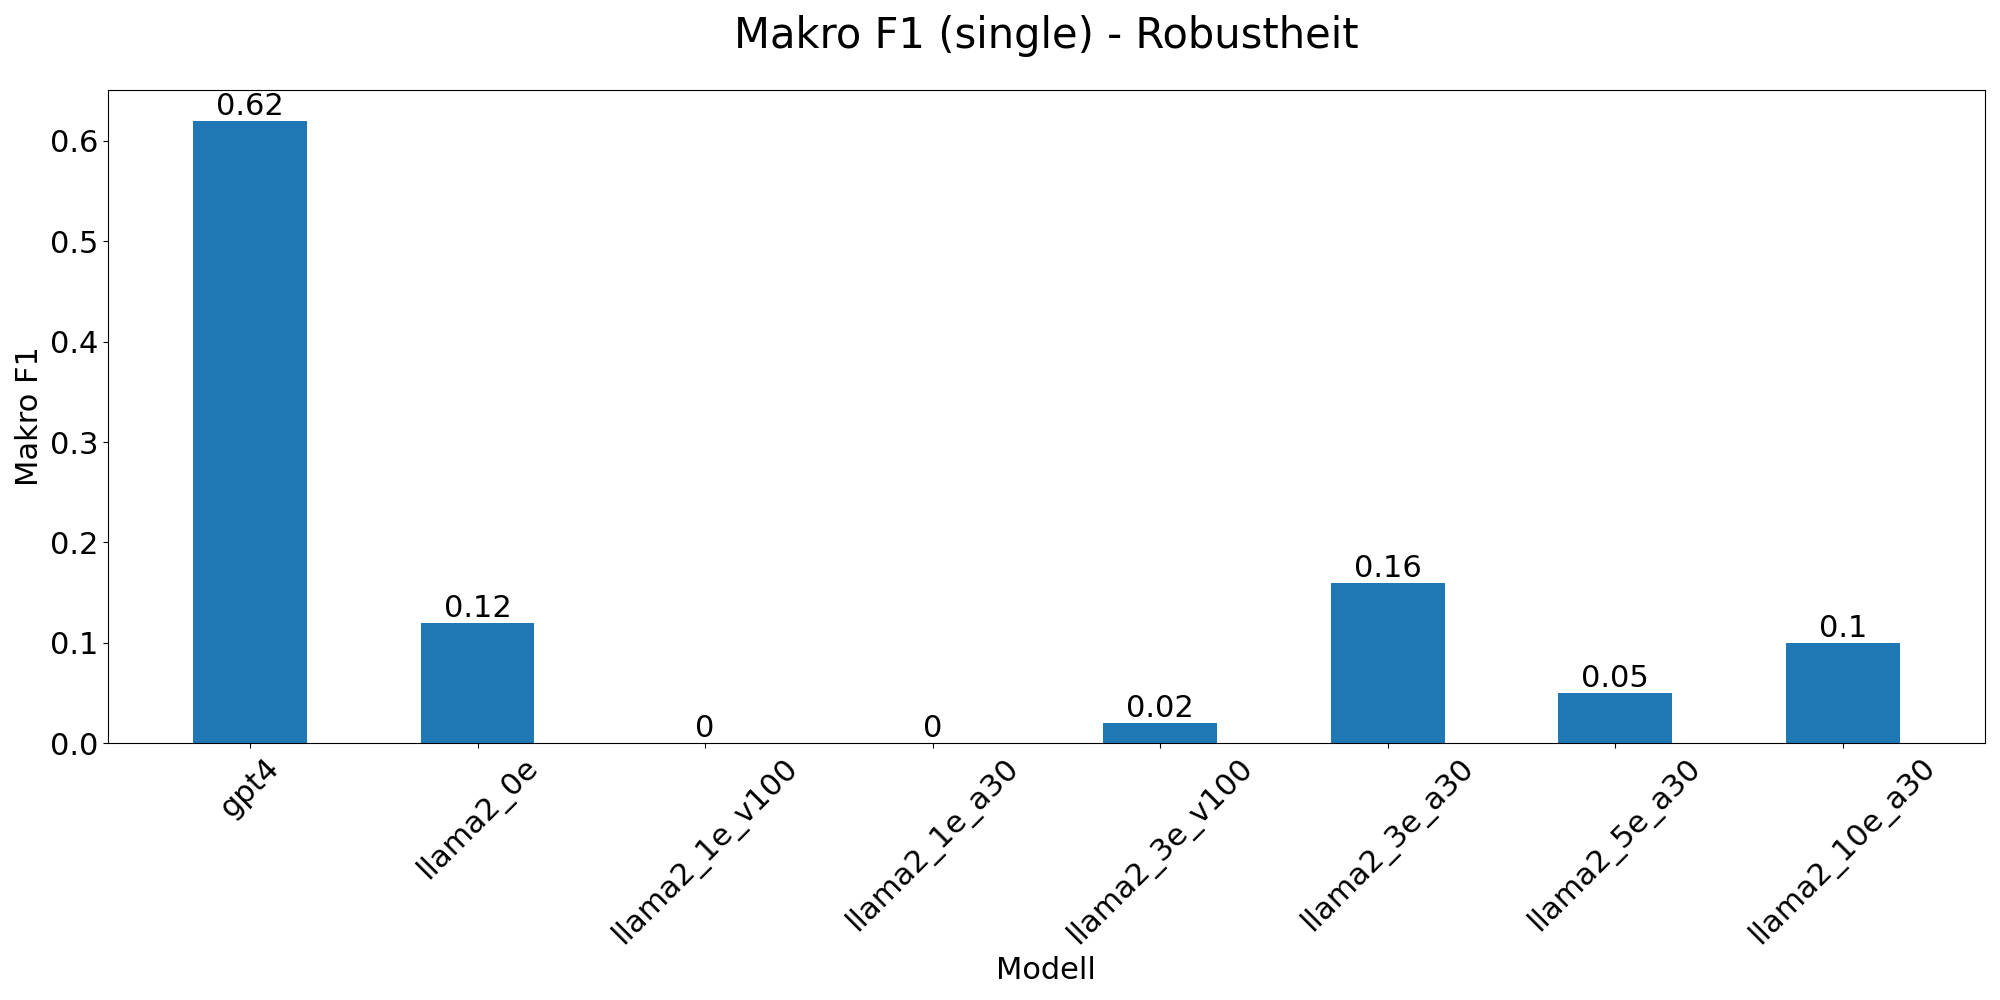 Makro F1 (single) - Robustheit
Makro F1
0.6
0.5
0.4
0.3
0.2
0.1
0.0
0.62
0.12
0
0
0.02
0.16
0.05
0.1
gpt4
llama2_0e
llama2_1e_v100
llama2_1e_a30
llama2_3e_v100
llama2_3e_a30
llama2_5e_a30
llama2_10e_a30
Modell